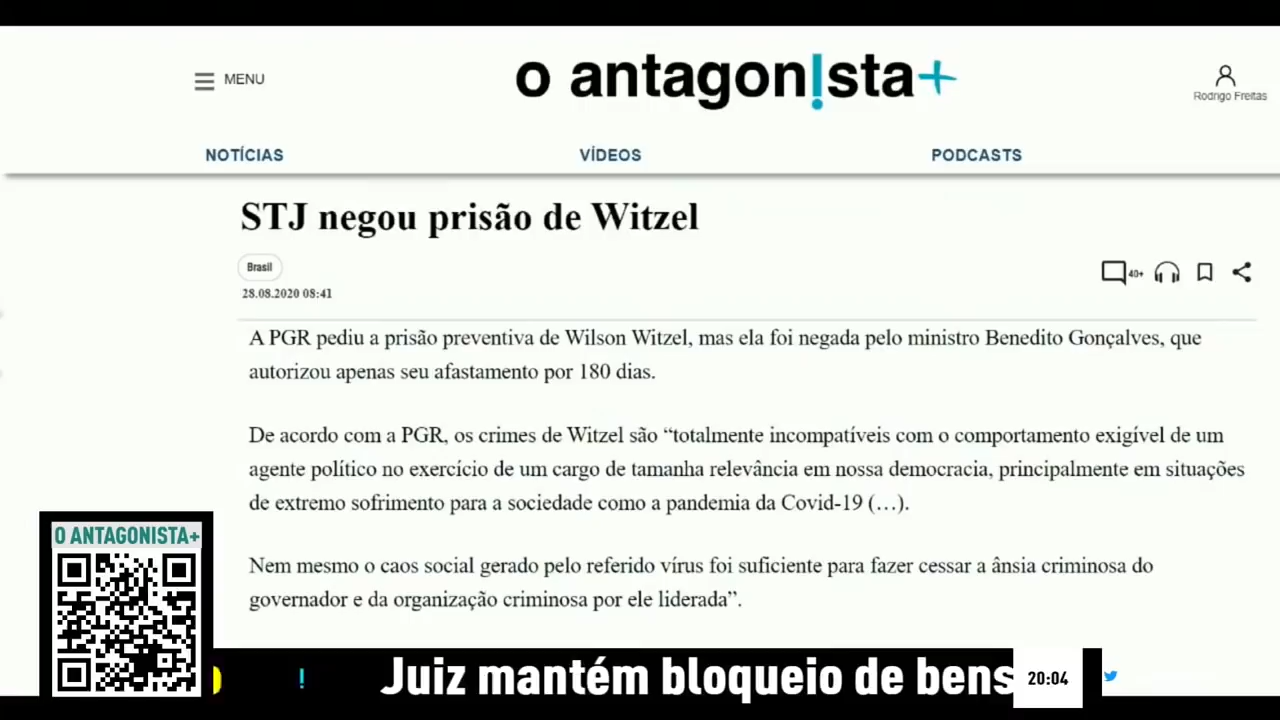 MENU
o antagon!sta+
Rodrigo Freitas
NOTÍCIAS
VÍDEOS
PODCASTS
STJ negou prisão de Witzel
Brasil
28.08.2020 08:41
40+
A PGR pediu a prisão preventiva de Wilson Witzel, mas ela foi negada pelo ministro Benedito Gonçalves, que
autorizou apenas seu afastamento por 180 dias.
De acordo com a PGR, os crimes de Witzel são “totalmente incompatíveis com o comportamento exigível de um
agente político no exercício de um cargo de tamanha relevância em nossa democracia, principalmente em situações
de extremo sofrimento para a sociedade como a pandemia da Covid-19 (…).
Nem mesmo o caos social gerado pelo referido vírus foi suficiente para fazer cessar a ânsia criminosa do
governador e da organização criminosa por ele liderada”.
O ANTAGONISTA+
! Juiz mantém bloqueio de bens
20:04